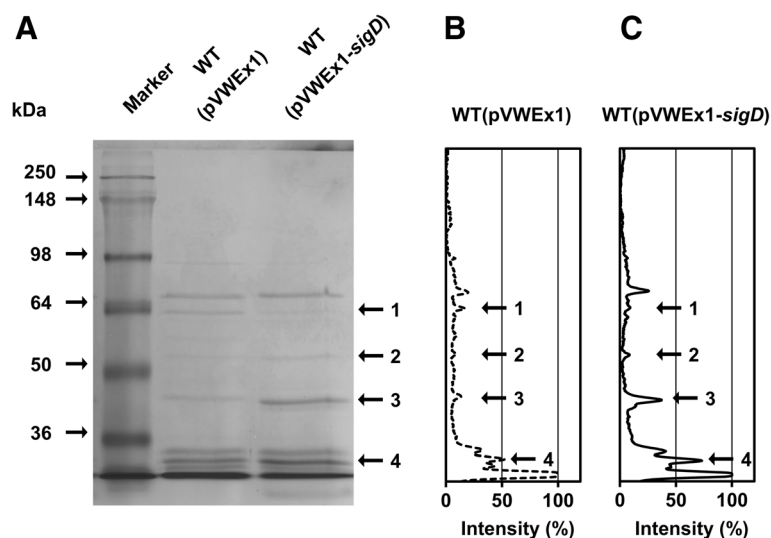 A
B
C
kDa
Marker
WT
(pVWEx1)
WT
(pVWEx1-sigD)
250
148
98
64
50
36
1
2
3
4
WT(pVWEx1)
1
2
3
4
0 50 100
Intensity (%)
WT(pVWEx1-sigD)
1
2
3
4
0 50 100
Intensity (%)